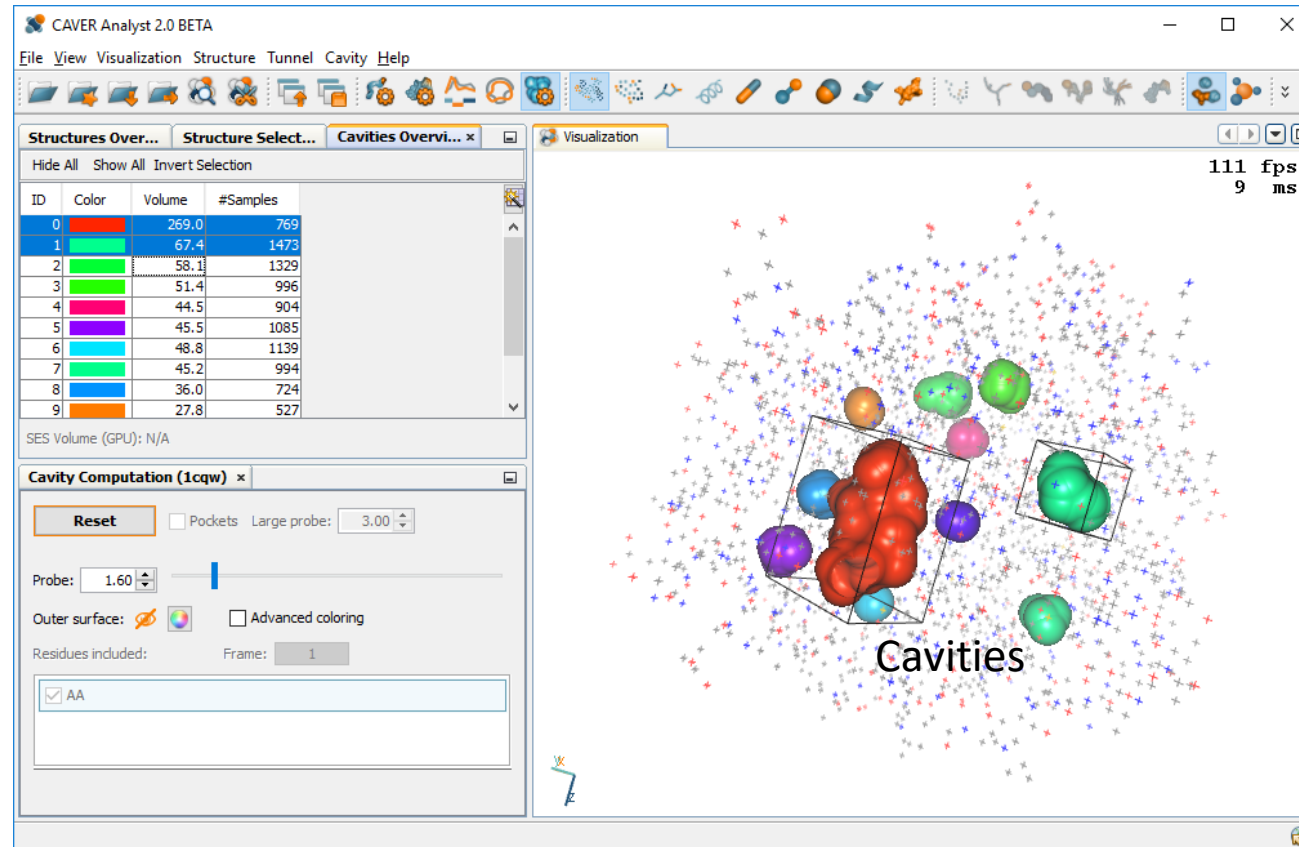 CAVER Analyst 2.0 BETA
File View Visualization Structure Tunnel Cavity Help
Structures Over... Structure Select... Cavities Overvi... ×
Hide All Show All Invert Selection
ID Color Volume #Samples
0 269.0 769
1 67.4 1473
2 58.1 1329
3 51.4 996
4 44.5 904
5 45.5 1085
6 48.8 1139
7 45.2 994
8 36.0 724
9 27.8 527
SES Volume (GPU): N/A
Cavity Computation (1cqw) ×
Reset Pockets Large probe: 3.00
Probe: 1.60
Outer surface: Advanced coloring
Residues included: Frame: 1
AA
Visualization
111 fps
9 ms
Cavities
Z